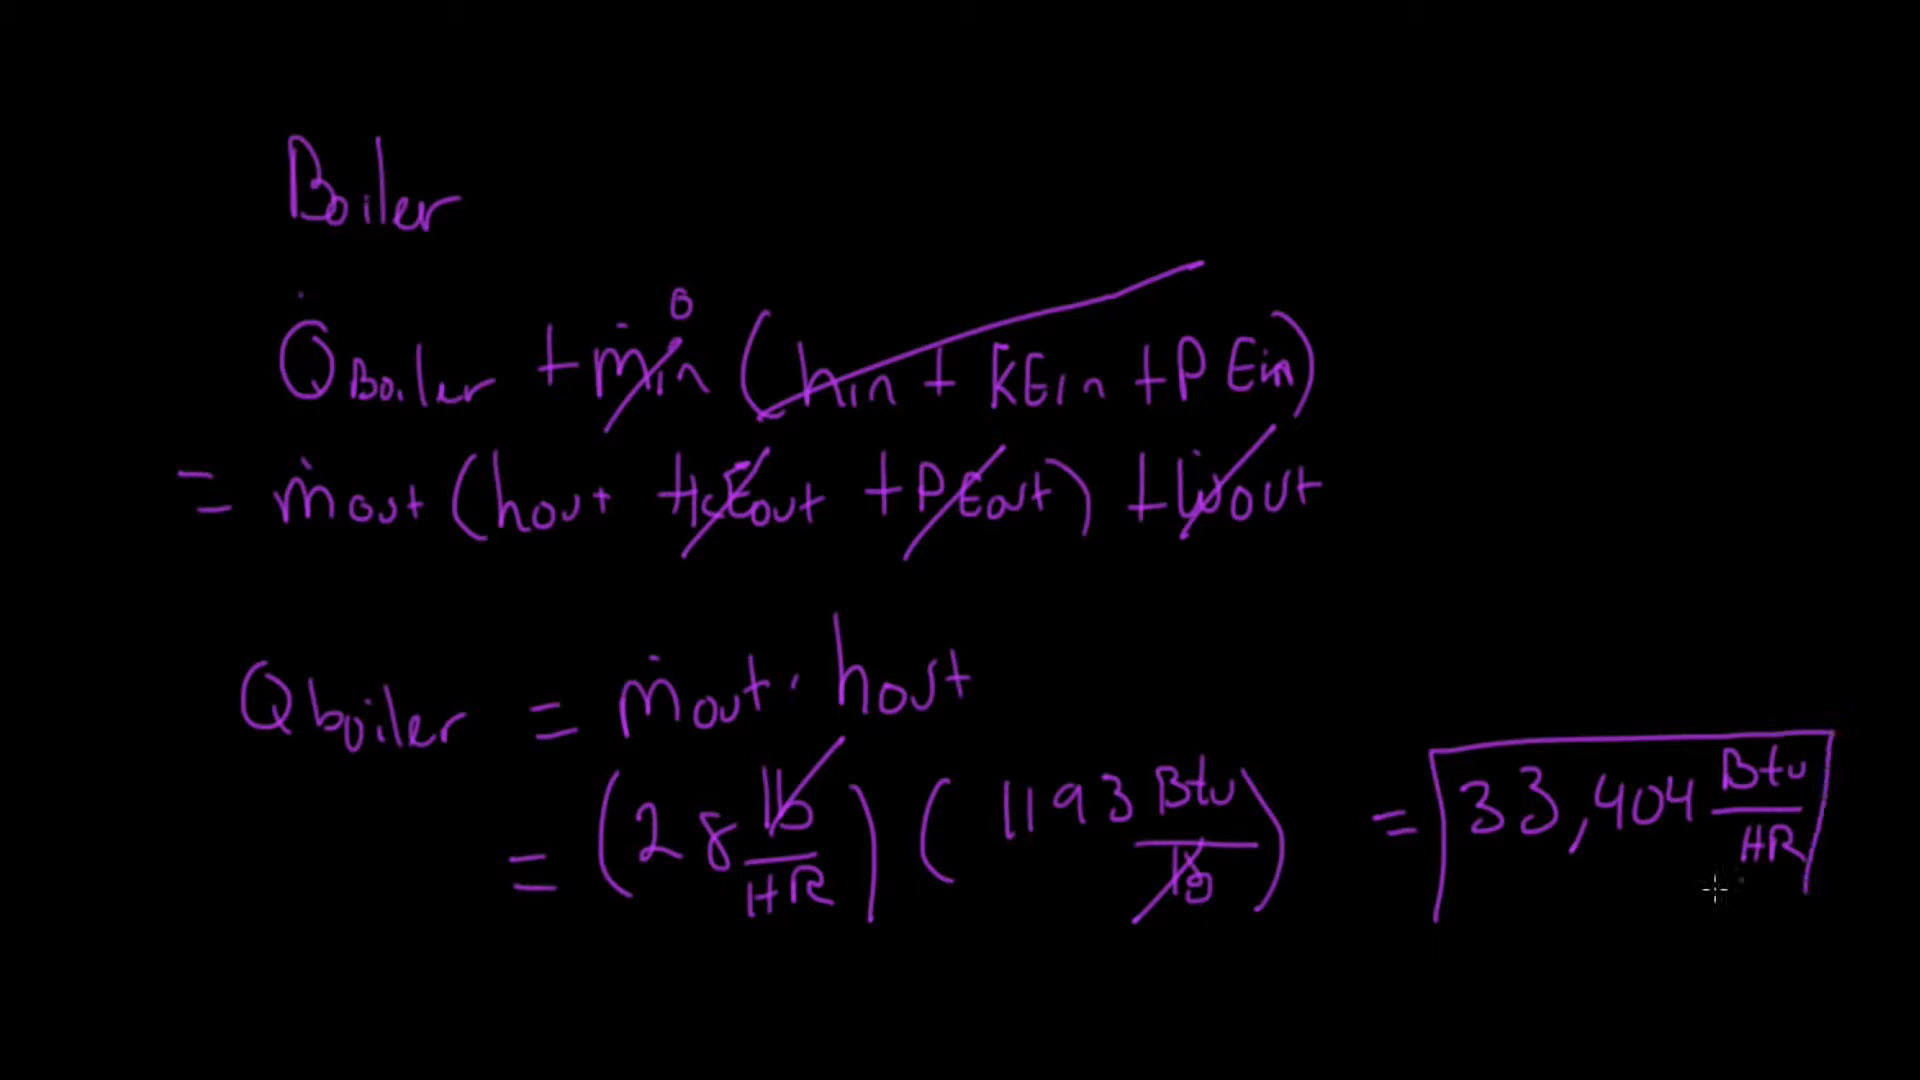 Boiler
Q̇Boiler + ṁin 0 (hin + KEin + PEin)
= ṁout (hout + KEout + PEout) + Ẇout
Qboiler = ṁout · hout
= (28 lb/HR) (1193 Btu/lb) = 33,404 Btu/HR